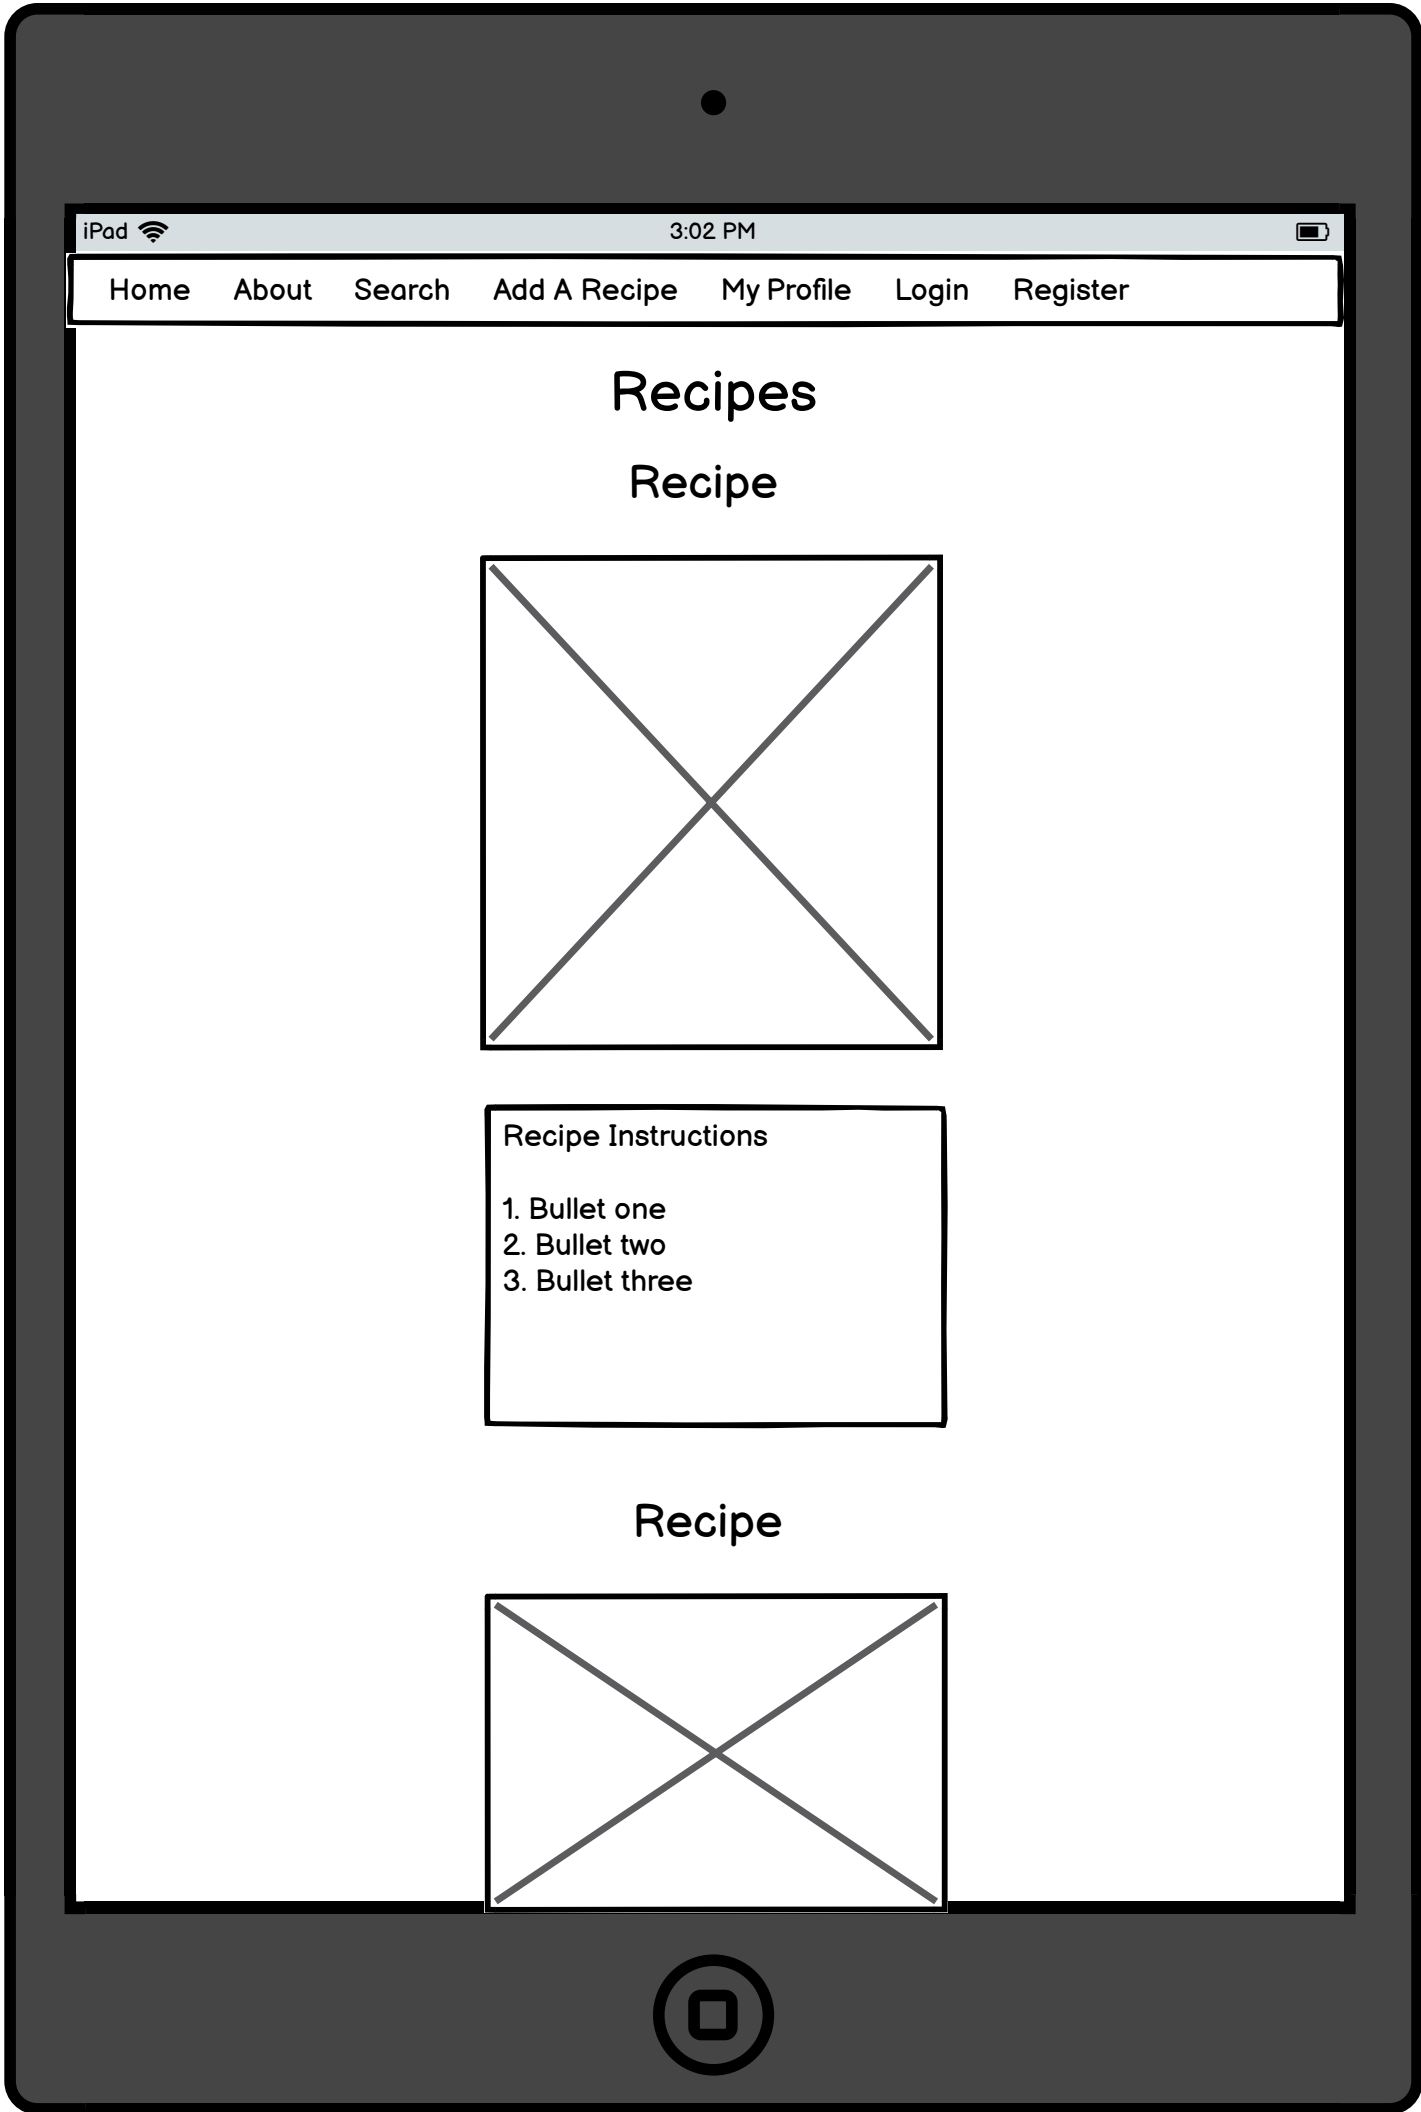 iPad 3:02 PM
Home About Search Add A Recipe My Profile Login Register
Recipes
Recipe
Recipe Instructions
1. Bullet one
2. Bullet two
3. Bullet three
Recipe